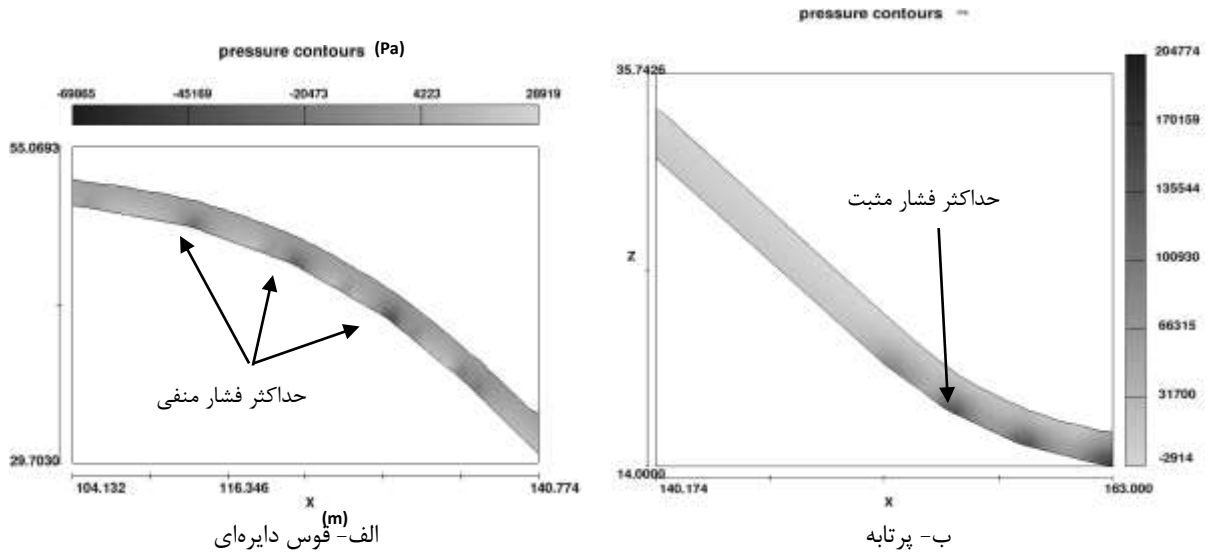 pressure contours
pressure contours (Pa)
-69865 -45169 -20473 4223 28919
55.0693
29.7030
104.132 116.346 140.774
X
(m)
حداکثر فشار منفی
الف- قوس دایره‌ای
35.7426
Z
14.0000
140.174 163.000
X
حداکثر فشار مثبت
204774
170159
135544
100930
66315
31700
-2914
ب- پرتابه